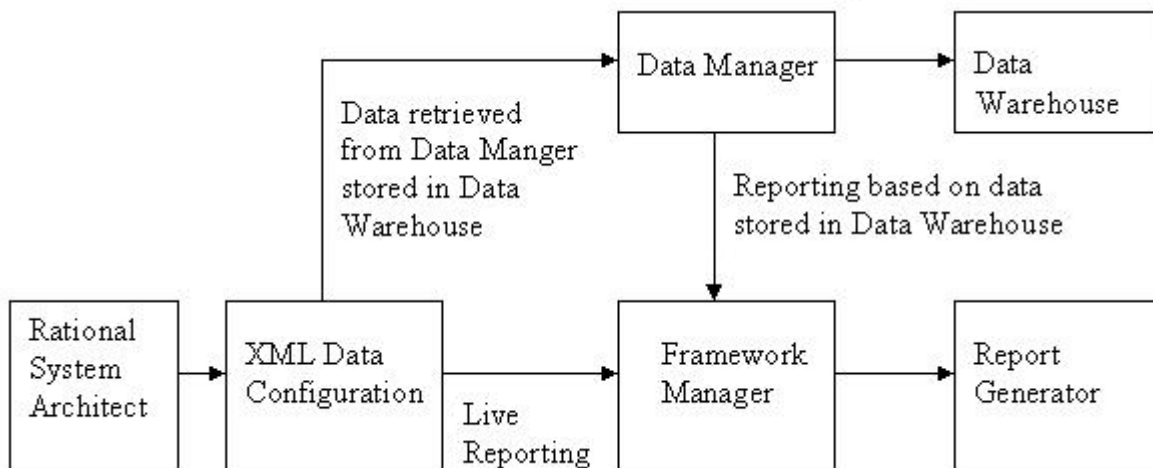 Data Manager
Data
Warehouse
Data retrieved
from Data Manger
stored in Data
Warehouse
Reporting based on data
stored in Data Warehouse
Rational
System
Architect
XML Data
Configuration
Live
Reporting
Framework
Manager
Report
Generator